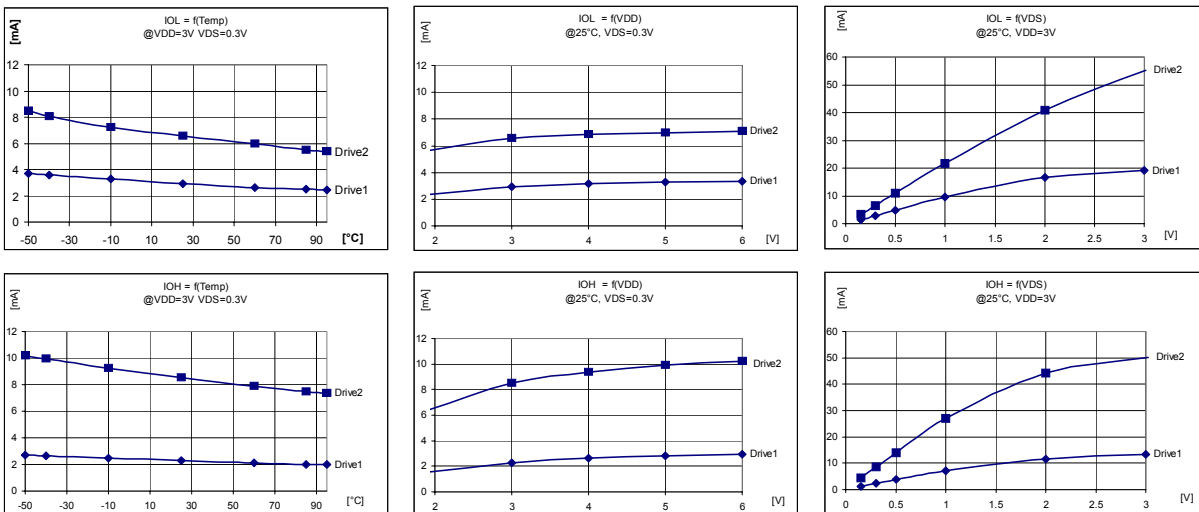 IOL = f(Temp)
@VDD=3V VDS=0.3V
[mA]
12
10
8
6
4
2
0
-50 -30 -10 10 30 50 70 90 [°C]
Drive2
Drive1
IOL = f(VDD)
@25°C, VDS=0.3V
[mA]
12
10
8
6
4
2
0
2 3 4 5 6 [V]
Drive2
Drive1
IOL = f(VDS)
@25°C, VDD=3V
[mA]
60
50
40
30
20
10
0
0 0.5 1 1.5 2 2.5 3 [V]
Drive2
Drive1
IOH = f(Temp)
@VDD=3V VDS=0.3V
[mA]
12
10
8
6
4
2
0
-50 -30 -10 10 30 50 70 90 [°C]
Drive2
Drive1
IOH = f(VDD)
@25°C, VDS=0.3V
[mA]
12
10
8
6
4
2
0
2 3 4 5 6 [V]
Drive2
Drive1
IOH = f(VDS)
@25°C, VDD=3V
[mA]
60
50
40
30
20
10
0
0 0.5 1 1.5 2 2.5 3 [V]
Drive2
Drive1